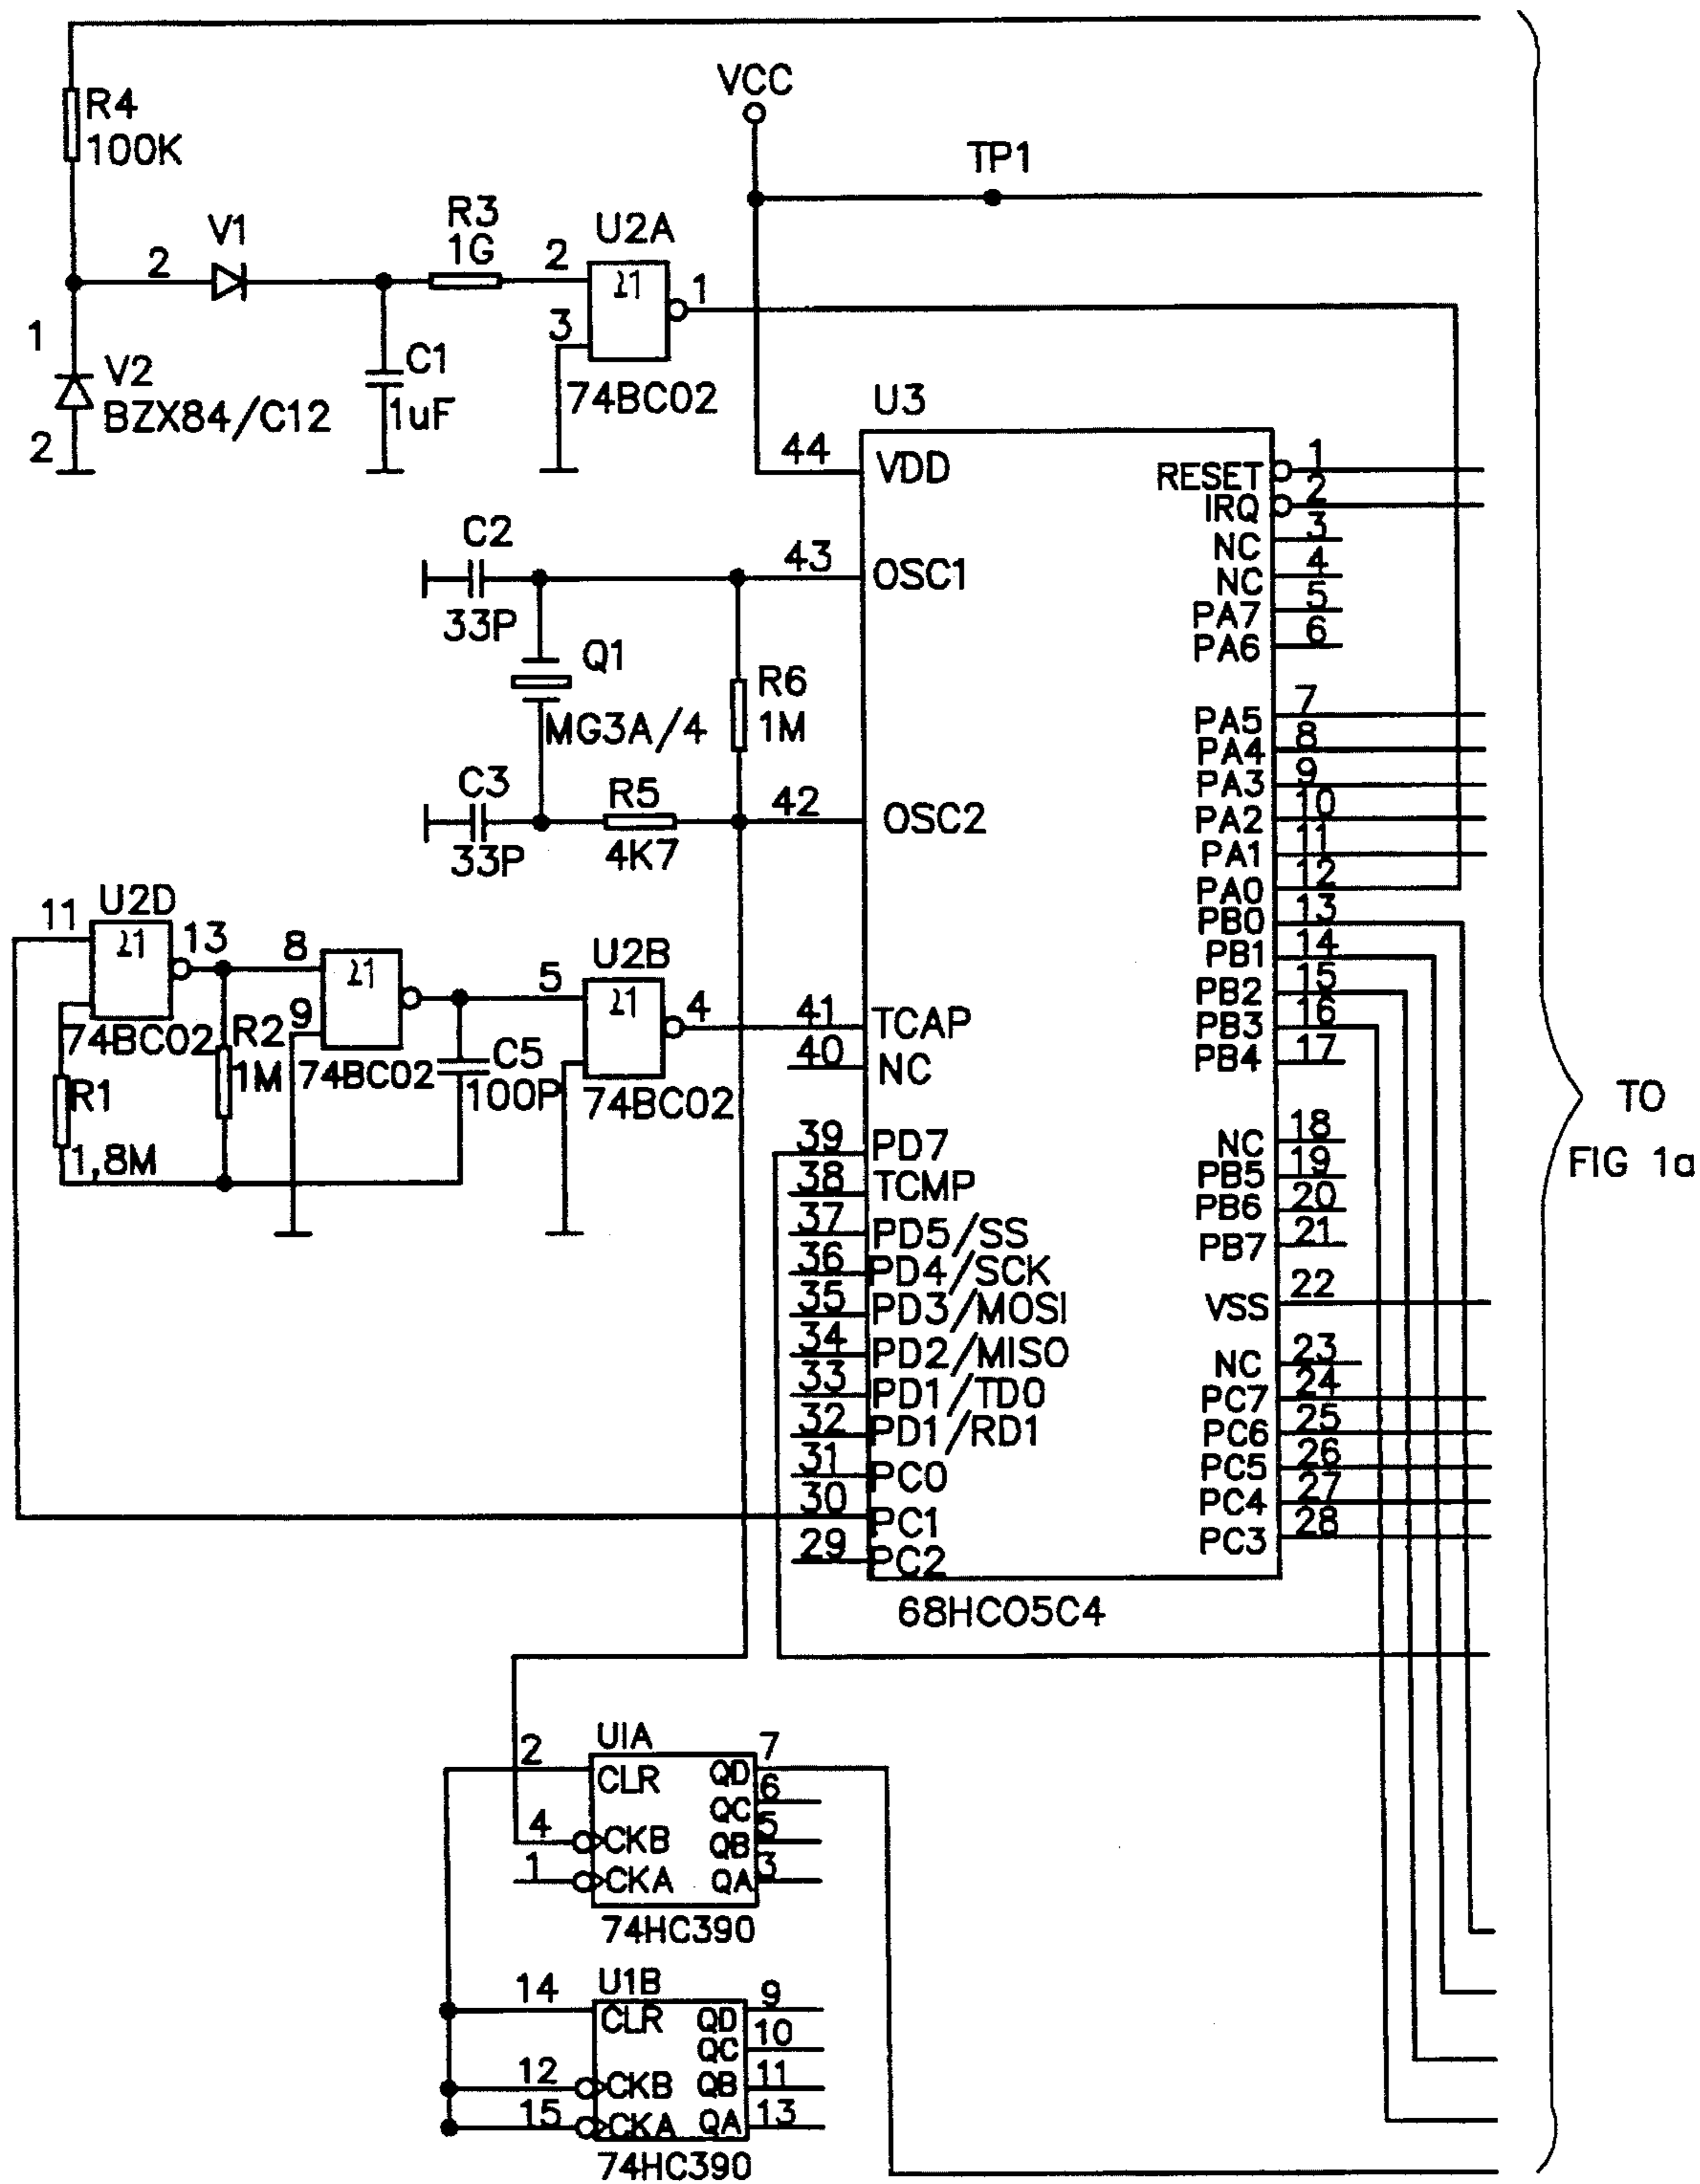 VCC
R4
100K
TP1
V1
2
R3
1G
2
U2A
1
1
3
1
V2
BZX84/C12
2
C1
1uF
74BC02
U3
44
VDD
RESET
1
IRQ
2
NC
3
NC
4
PA7
5
PA6
6
C2
33P
43
OSC1
Q1
MG3A/4
R6
1M
PA5
7
PA4
8
PA3
9
PA2
10
PA1
11
PA0
12
PB0
13
PB1
14
PB2
15
PB3
16
PB4
17
C3
33P
R5
4K7
42
OSC2
11
U2D
1
13
74BC02
8
1
9
74BC02
R2
1M
R1
1,8M
5
U2B
1
4
C5
100P
74BC02
41
TCAP
40
NC
39
PD7
38
TCMP
37
PD5/SS
36
PD4/SCK
35
PD3/MOSI
34
PD2/MISO
33
PD1/TDO
32
PD1/RD1
31
PC0
30
PC1
29
PC2
NC
18
PB5
19
PB6
20
PB7
21
VSS
22
NC
23
PC7
24
PC6
25
PC5
26
PC4
27
PC3
28
68HC05C4
TO
FIG 1a
U1A
2
CLR
QD
7
QC
6
4
CKB
QB
5
1
CKA
QA
3
74HC390
U1B
14
CLR
QD
9
QC
10
12
CKB
QB
11
15
CKA
QA
13
74HC390